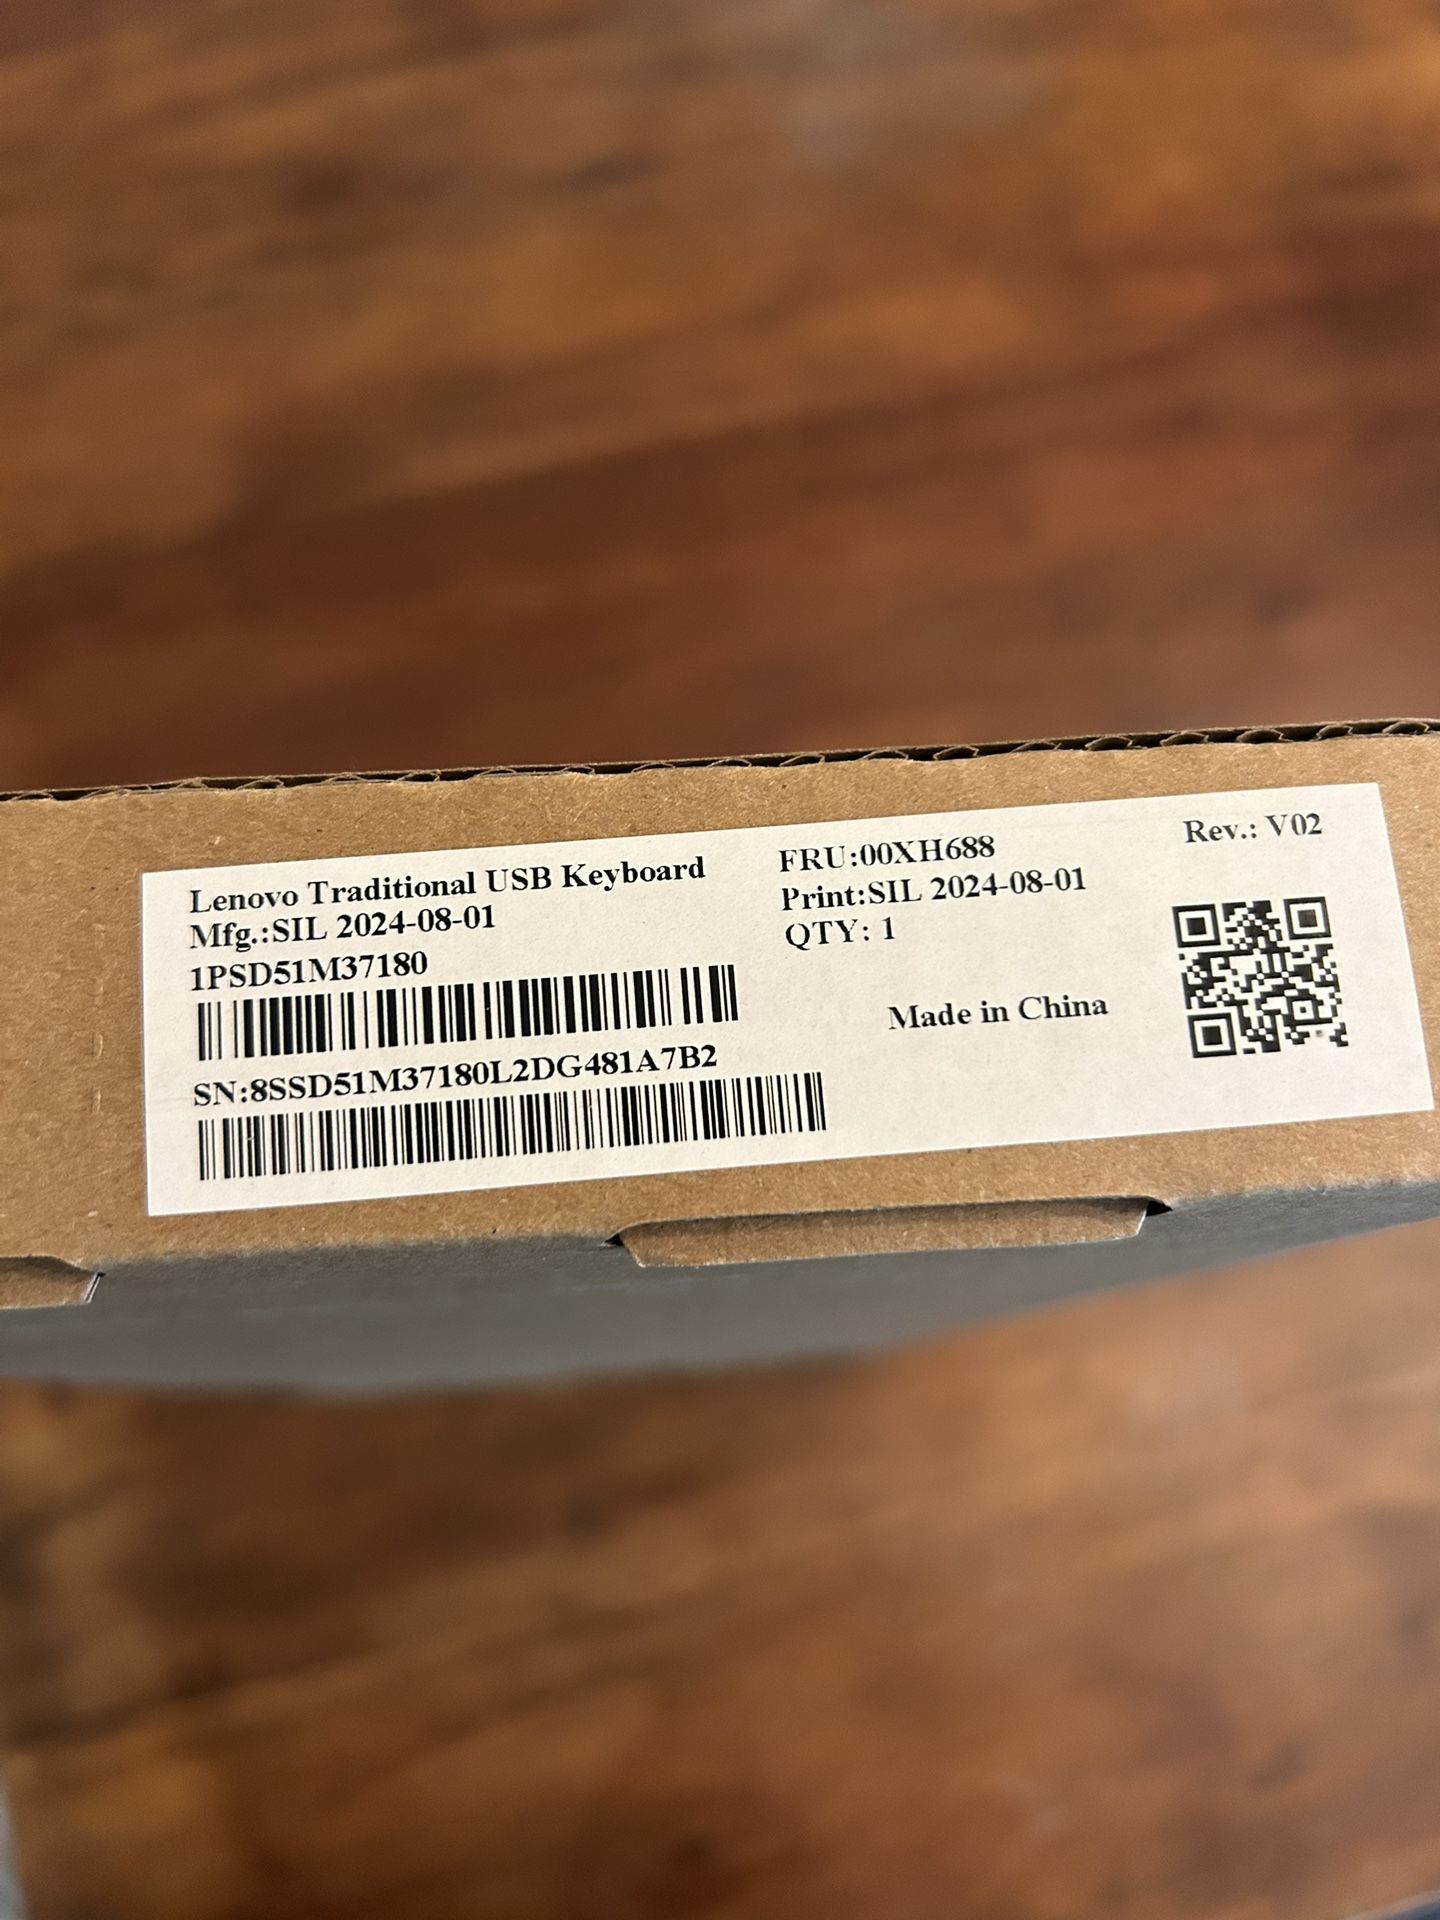 Lenovo Traditional USB Keyboard
Mfg.:SIL 2024-08-01
1PSD51M37180
SN:8SSD51M37180L2DG481A7B2
FRU:00XH688
Print:SIL 2024-08-01
QTY: 1
Made in China
Rev.: V02